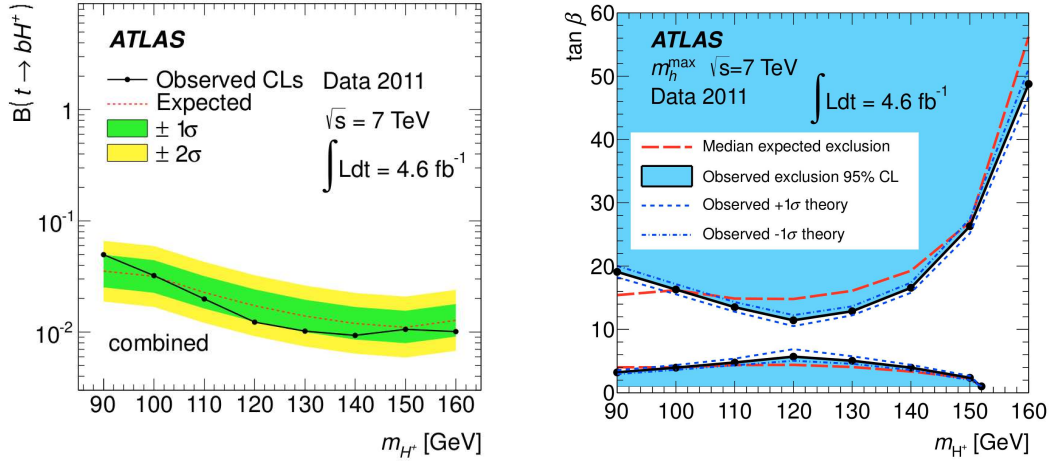 B(t → bH⁺)
ATLAS
Observed CLs
Expected
± 1σ
± 2σ
Data 2011
√s = 7 TeV
∫Ldt = 4.6 fb⁻¹
1
10⁻¹
10⁻²
combined
90 100 110 120 130 140 150 160
m_H⁺ [GeV]
tan β
ATLAS
m_h^max √s=7 TeV
Data 2011
∫Ldt = 4.6 fb⁻¹
Median expected exclusion
Observed exclusion 95% CL
Observed +1σ theory
Observed -1σ theory
60
50
40
30
20
10
0
90 100 110 120 130 140 150 160
m_H⁺ [GeV]